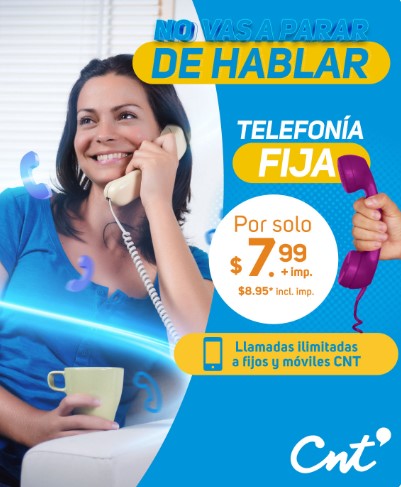 NO VAS A PARAR
DE HABLAR
TELEFONÍA
FIJA
Por solo
$7.99
+ imp.
$8.95* incl. imp.
Llamadas ilimitadas
a fijos y móviles CNT
Cnt